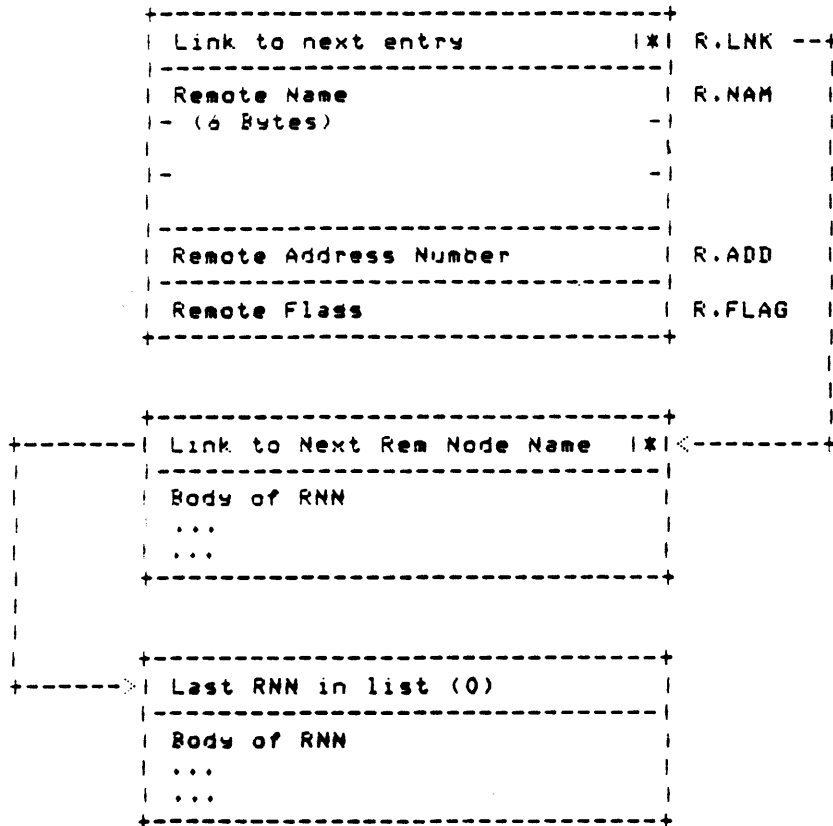 Link to next entry |*| R.LNK
Remote Name R.NAM
(6 Bytes)
Remote Address Number R.ADD
Remote Flags R.FLAG
Link to Next Rem Node Name |*|
Body of RNN
...
...
Last RNN in list (0)
Body of RNN
...
...